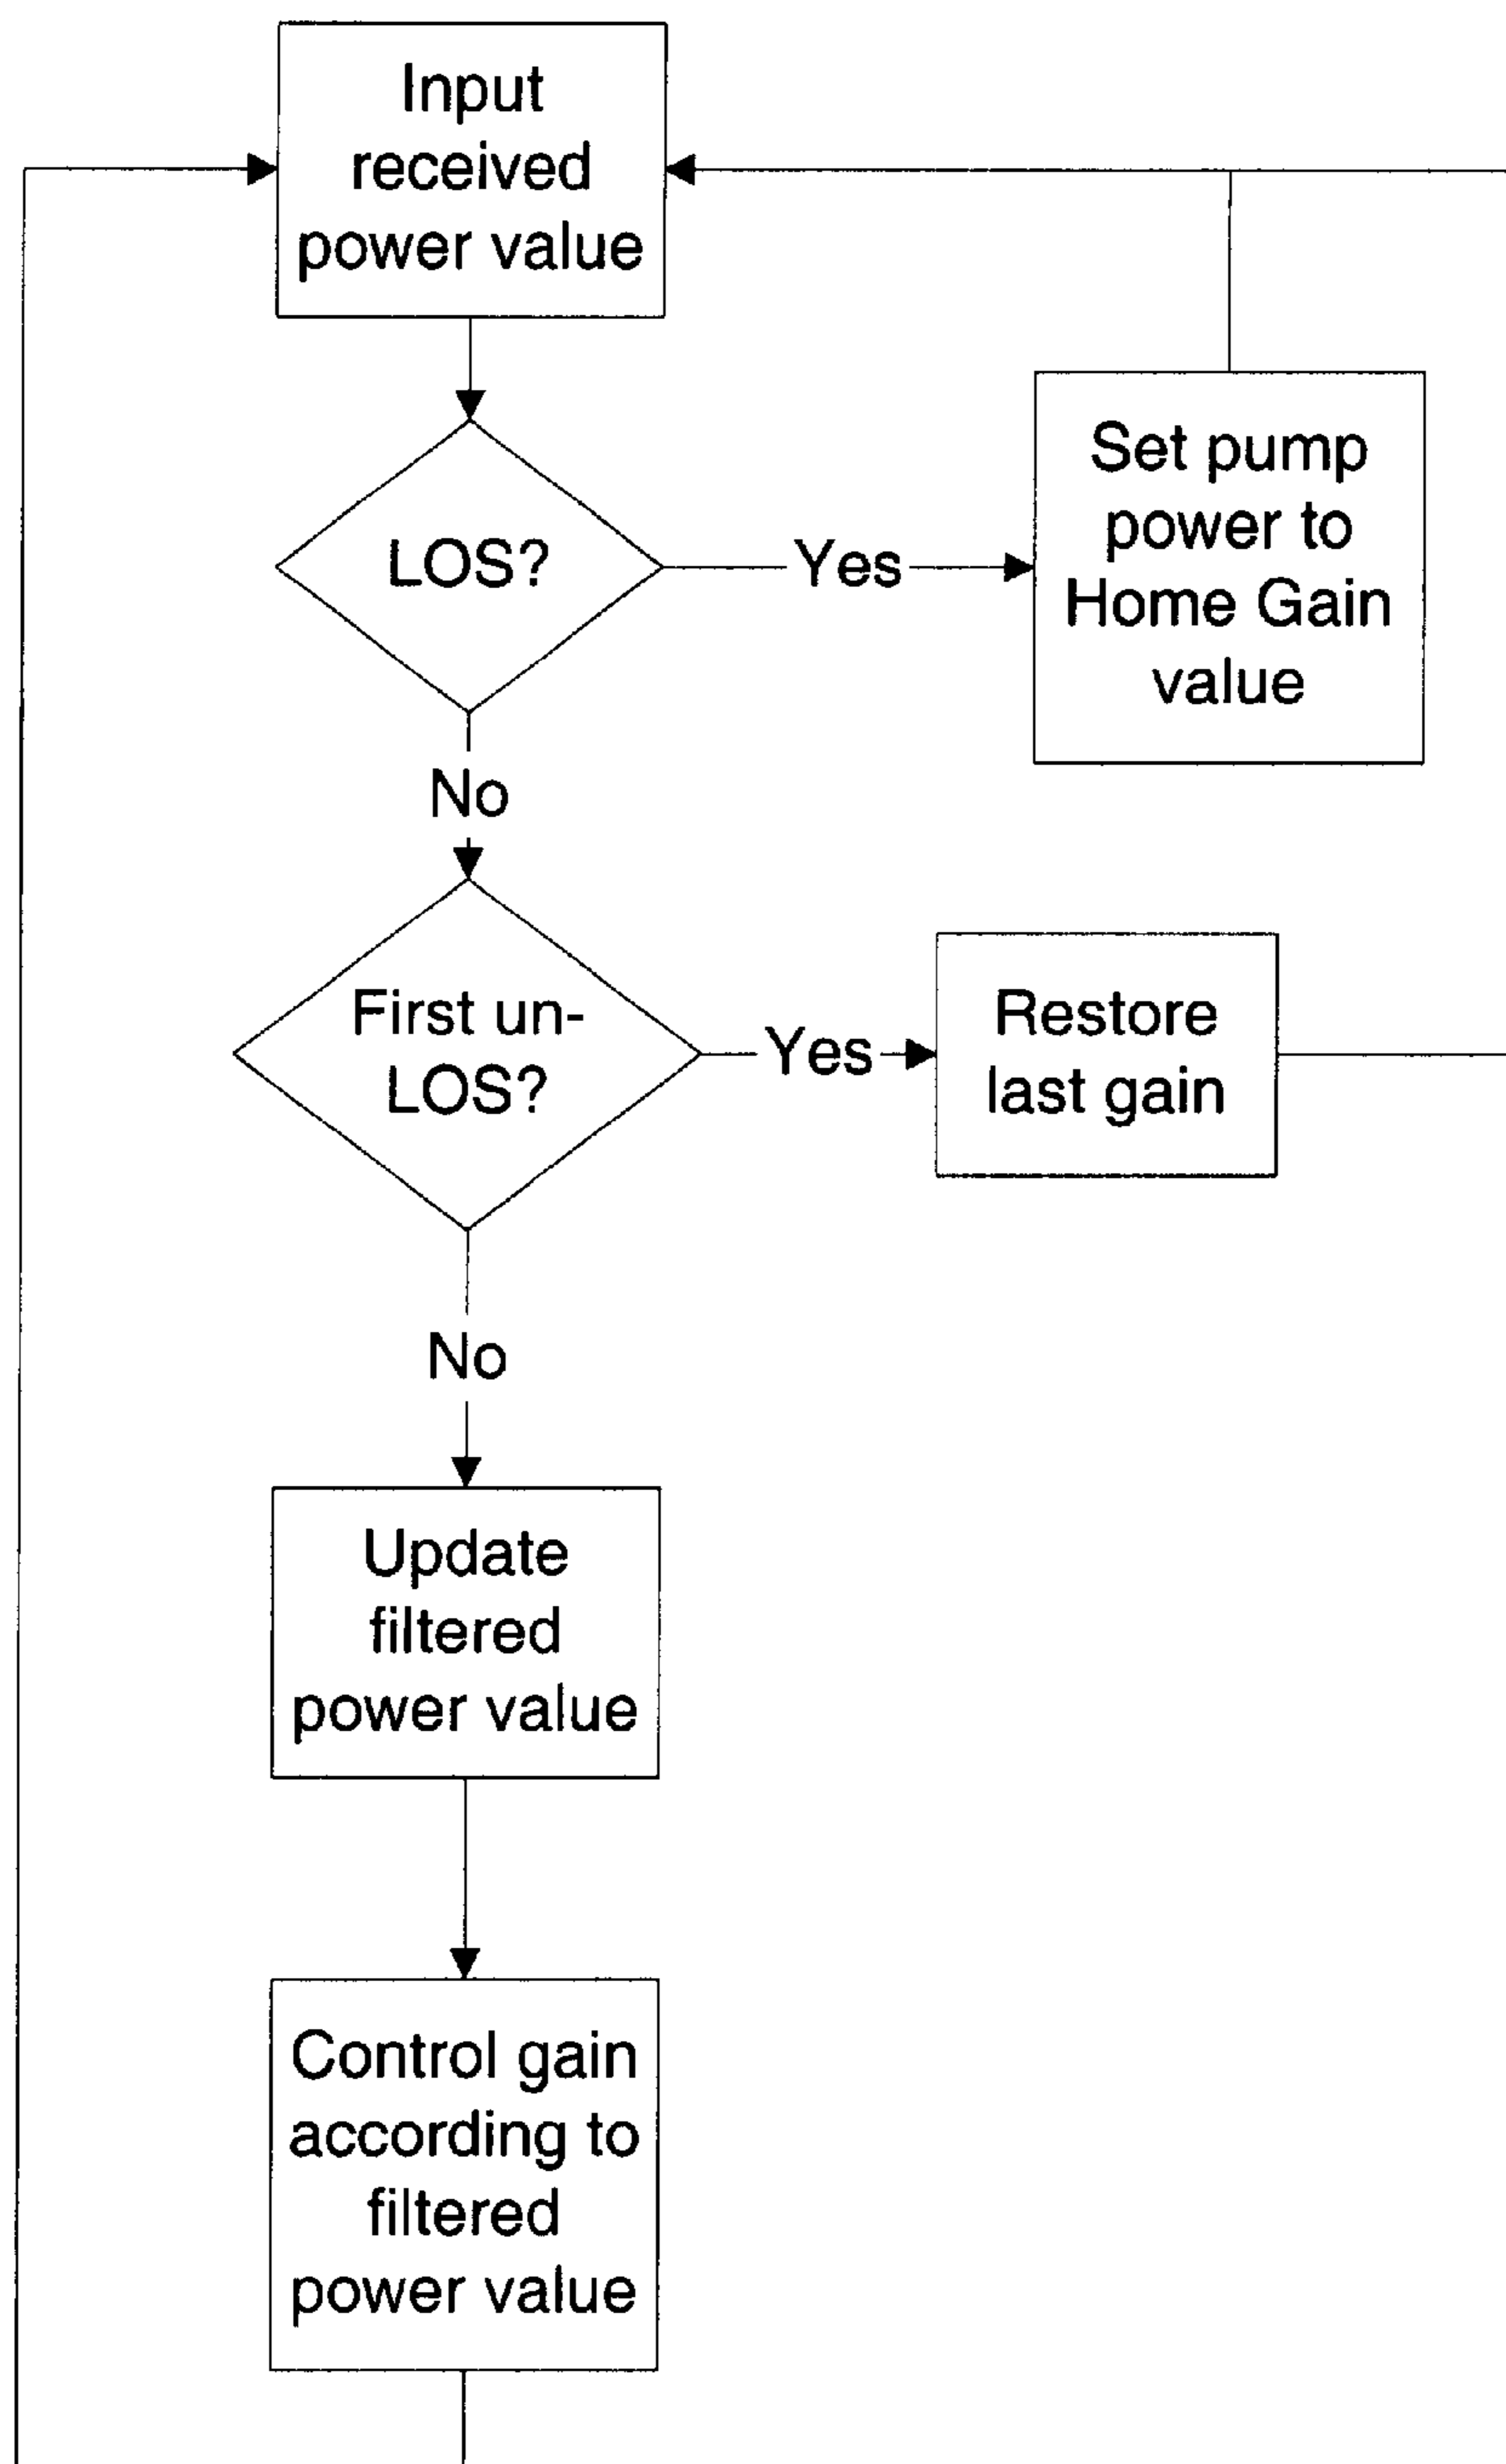 Input
received
power value
LOS?
Yes
Set pump
power to
Home Gain
value
No
First un-
LOS?
Yes
Restore
last gain
No
Update
filtered
power value
Control gain
according to
filtered
power value